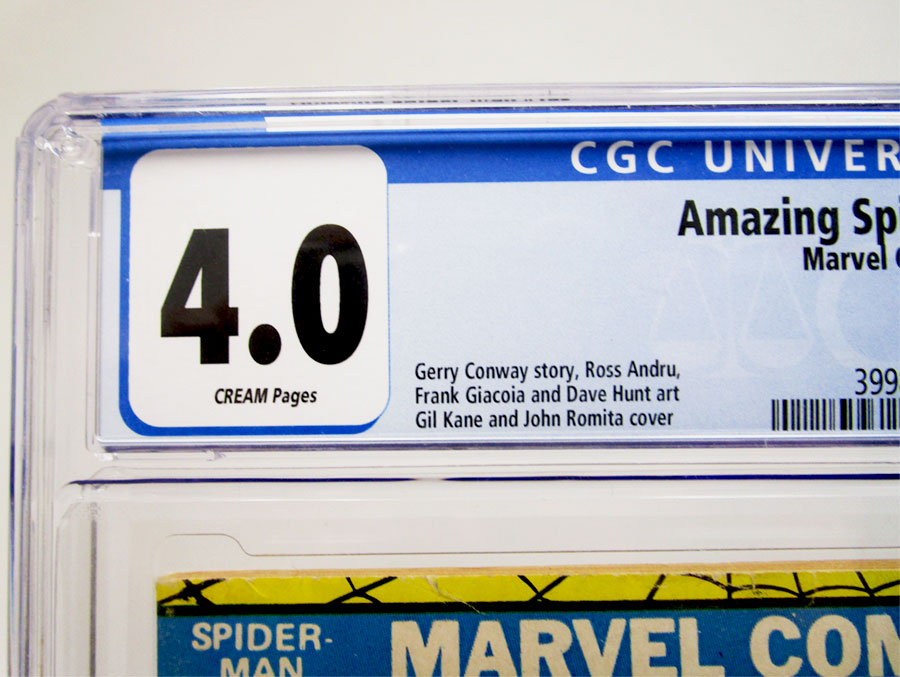 CGC UNIVER
Amazing Spi
Marvel
4.0
CREAM Pages
Gerry Conway story, Ross Andru,
Frank Giacoia and Dave Hunt art
Gil Kane and John Romita cover
399
SPIDER-
MAN
MARVEL COM